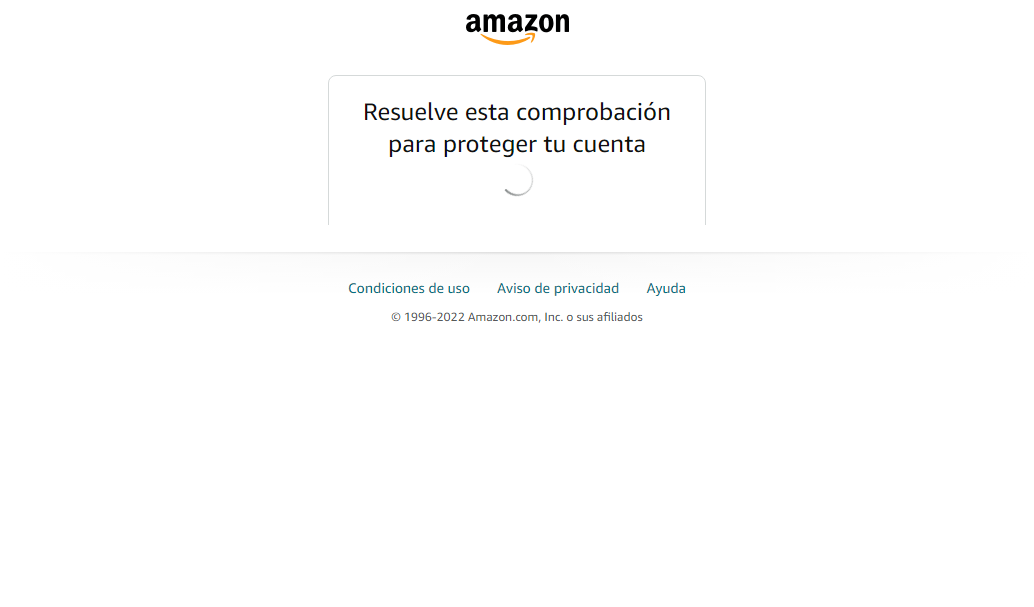 amazon
Resuelve esta comprobación
para proteger tu cuenta
Condiciones de uso Aviso de privacidad Ayuda
© 1996-2022 Amazon.com, Inc. o sus afiliados